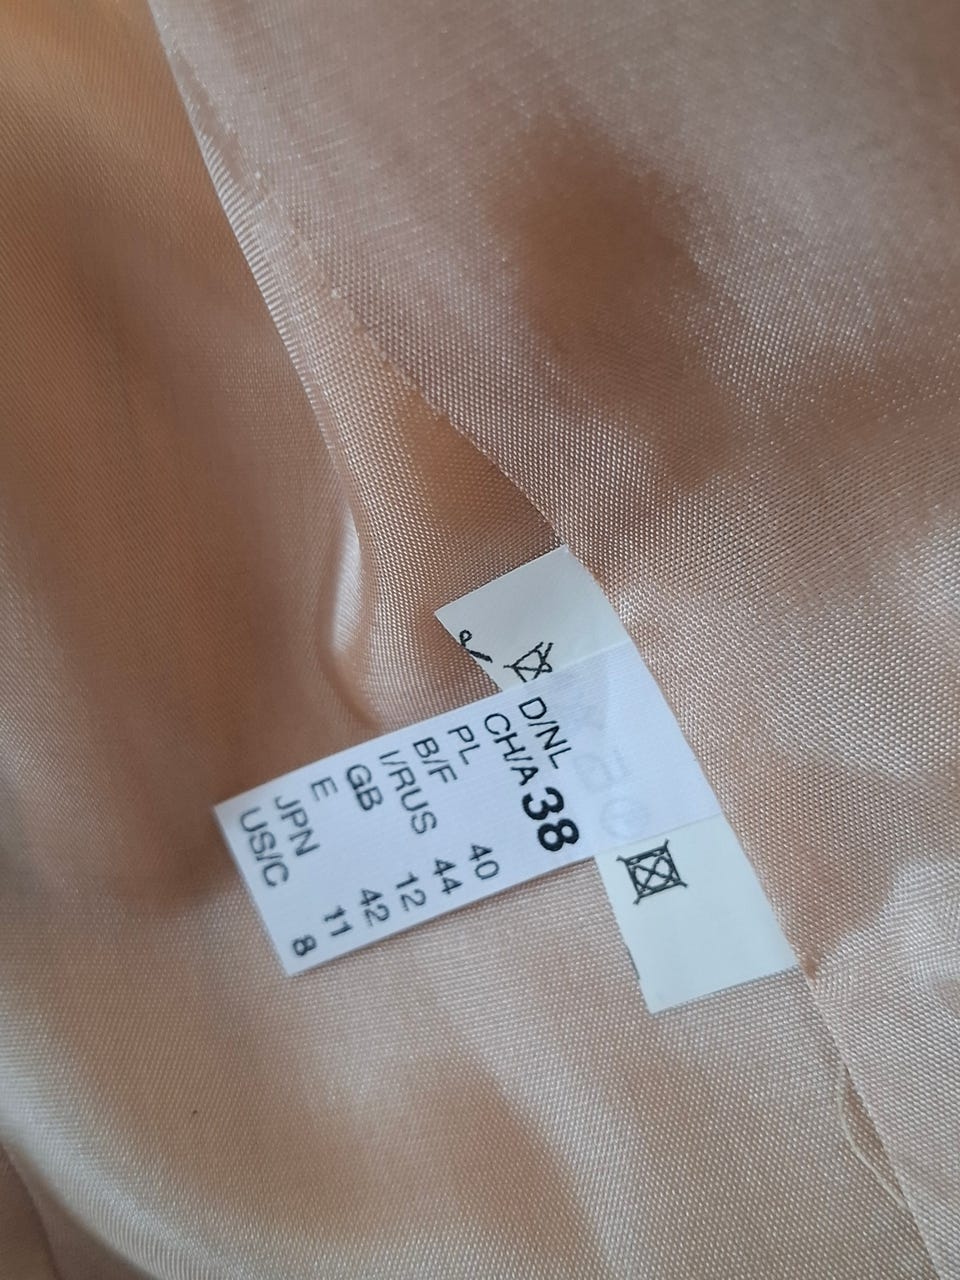 D/NL
CH/A 38
PL
B/F 40
I/RUS 44
GB 12
E 42
JPN 11
US/C 8